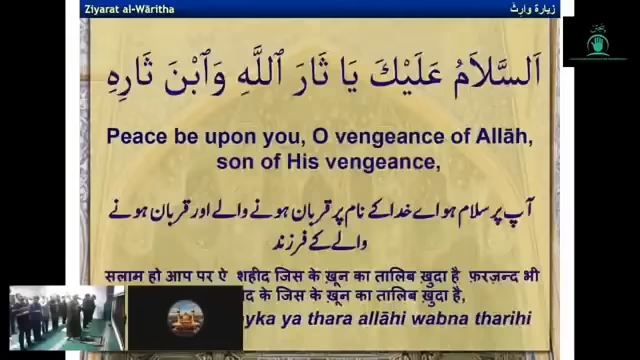 Ziyarat al-Wāritha
زيارة وارثؑ
اَلسَّلاَمُ عَلَيْكَ يَا ثَارَ ٱللَّهِ وَٱبْنَ ثَارِهِ
Peace be upon you, O vengeance of Allāh,
son of His vengeance,
آپ پر سلام ہو اے خدا کے نام پر قربان ہونے والے اور قربان ہونے
والے کے فرزند
सलाम हो आप पर ऐ शहीद जिस के ख़ून का तालिब ख़ुदा है फ़रज़न्द भी
के जिस के ख़ून का तालिब ख़ुदा है,
ya thara allāhi wabna tharihi